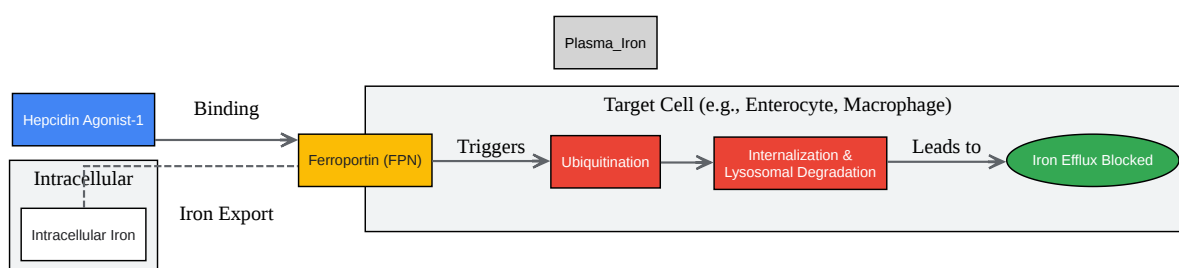 Plasma_Iron
Target Cell (e.g., Enterocyte, Macrophage)
Hepcidin Agonist-1
Binding
Ferroportin (FPN)
Triggers
Ubiquitination
Internalization &
Lysosomal Degradation
Leads to
Iron Efflux Blocked
Intracellular
Intracellular Iron
Iron Export